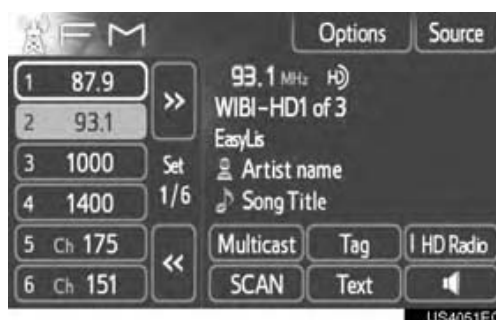 FM Options Source
1 87.9
2 93.1
3 1000
4 1400
5 Ch 175
6 Ch 151
>>
Set
1/6
<<
93.1 MHz HD
WIBI-HD1 of 3
EasyLis
Artist name
Song Title
Multicast Tag HD Radio
SCAN Text
US4051EC